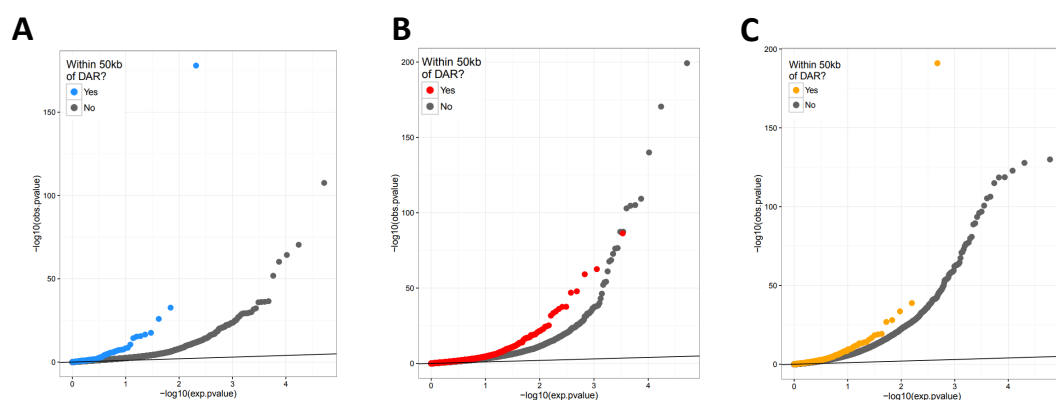 A
Within 50kb
of DAR?
Yes
No
150
100
50
0
−log10(obs.pvalue)
0
1
2
3
4
−log10(exp.pvalue)
B
Within 50kb
of DAR?
Yes
No
200
150
100
50
0
−log10(obs.pvalue)
0
1
2
3
4
−log10(exp.pvalue)
C
Within 50kb
of DAR?
Yes
No
200
150
100
50
0
−log10(obs.pvalue)
0
1
2
3
4
−log10(exp.pvalue)